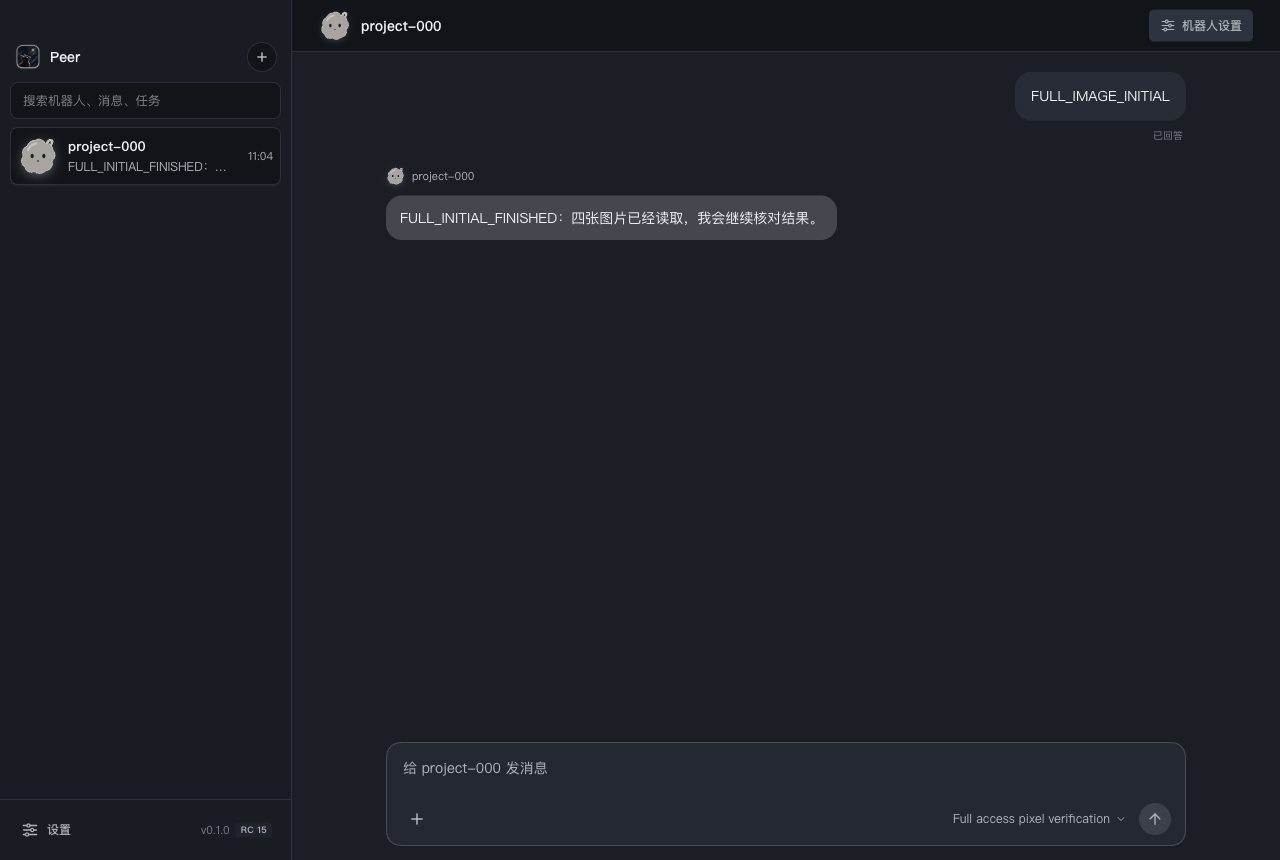 Peer
搜索机器人、消息、任务
project-000
11:04
FULL_INITIAL_FINISHED：...
设置
v0.1.0 RC 15
project-000
机器人设置
FULL_IMAGE_INITIAL
已回答
project-000
FULL_INITIAL_FINISHED：四张图片已经读取，我会继续核对结果。
给 project-000 发消息
Full access pixel verification